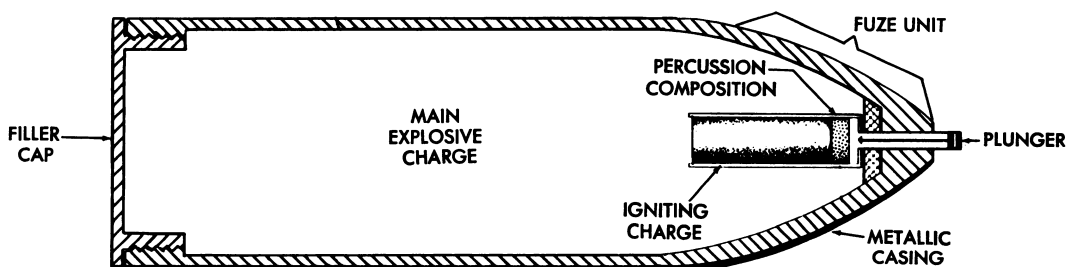 FUZE UNIT
PERCUSSION
COMPOSITION
FILLER
CAP
MAIN
EXPLOSIVE
CHARGE
PLUNGER
IGNITING
CHARGE
METALLIC
CASING